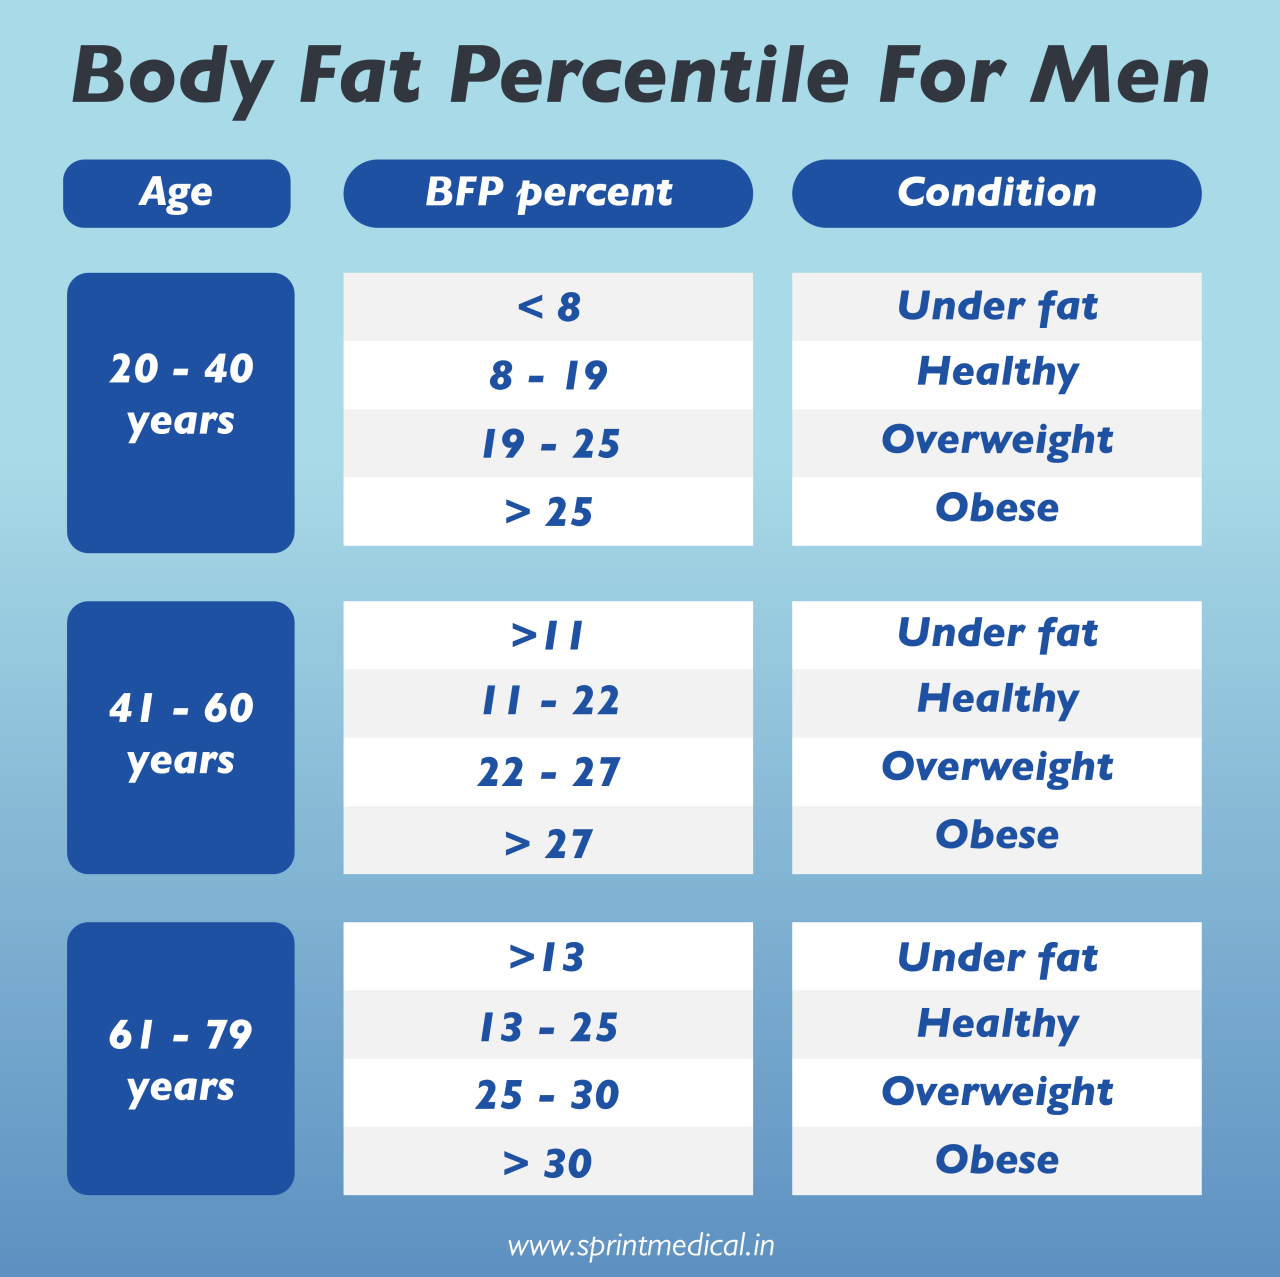 Body Fat Percentile For Men
Age BFP percent Condition
20 - 40
years
< 8 Under fat
8 - 19 Healthy
19 - 25 Overweight
> 25 Obese
41 - 60
years
>11 Under fat
11 - 22 Healthy
22 - 27 Overweight
> 27 Obese
61 - 79
years
>13 Under fat
13 - 25 Healthy
25 - 30 Overweight
> 30 Obese
www.sprintmedical.in